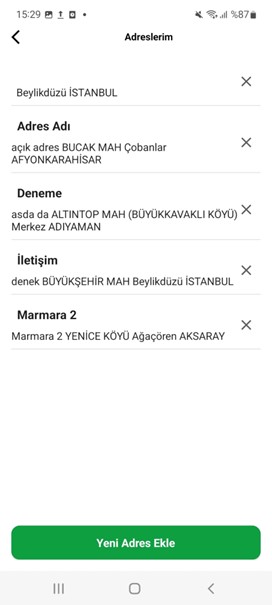 15:29 %87
Adreslerim
Beylikdüzü İSTANBUL
Adres Adı
açık adres BUCAK MAH Çobanlar
AFYONKARAHİSAR
Deneme
asda da ALTINTOP MAH (BÜYÜKKAVAKLI KÖYÜ)
Merkez ADIYAMAN
İletişim
denek BÜYÜKŞEHİR MAH Beylikdüzü İSTANBUL
Marmara 2
Marmara 2 YENİCE KÖYÜ Ağaçören AKSARAY
Yeni Adres Ekle